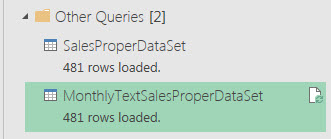 Other Queries [2]
SalesProperDataSet
481 rows loaded.
MonthlyTextSalesProperDataSet
481 rows loaded.